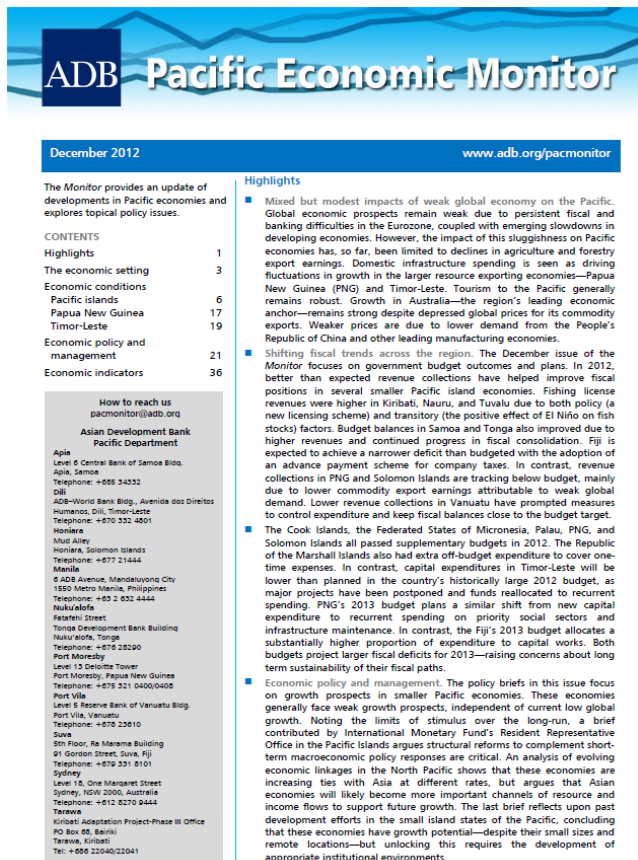 ADB Pacific Economic Monitor
December 2012 www.adb.org/pacmonitor
The Monitor provides an update of
developments in Pacific economies and
explores topical policy issues.
CONTENTS
Highlights 1
The economic setting 3
Economic conditions
Pacific islands 6
Papua New Guinea 17
Timor-Leste 19
Economic policy and
management 21
Economic indicators 36
How to reach us
pacmonitor@adb.org
Asian Development Bank
Pacific Department
Apia
Level 6 Central Bank of Samoa Bldg.
Apia, Samoa
Telephone: +685 34332
Dili
ADB–World Bank Bldg., Avenida dos Direitos
Humanos, Dili, Timor-Leste
Telephone: +670 332 4801
Honiara
Mud Alley
Honiara, Solomon Islands
Telephone: +677 21444
Manila
6 ADB Avenue, Mandaluyong City
1550 Metro Manila, Philippines
Telephone: +63 2 632 4444
Nuku'alofa
Fatafehi Street
Tonga Development Bank Building
Nuku'alofa, Tonga
Telephone: +676 28290
Port Moresby
Level 13 Deloitte Tower
Port Moresby, Papua New Guinea
Telephone: +675 321 0400/0408
Port Vila
Level 5 Reserve Bank of Vanuatu Bldg.
Port Vila, Vanuatu
Telephone: +678 23610
Suva
5th Floor, Ra Marama Building
91 Gordon Street, Suva, Fiji
Telephone: +679 331 8101
Sydney
Level 18, One Margaret Street
Sydney, NSW 2000, Australia
Telephone: +612 8270 9444
Tarawa
Kiribati Adaptation Project-Phase III Office
PO Box 68, Bairiki
Tarawa, Kiribati
Tel: +686 22040/22041
Highlights
Mixed but modest impacts of weak global economy on the Pacific.
Global economic prospects remain weak due to persistent fiscal and
banking difficulties in the Eurozone, coupled with emerging slowdowns in
developing economies. However, the impact of this sluggishness on Pacific
economies has, so far, been limited to declines in agriculture and forestry
export earnings. Domestic infrastructure spending is seen as driving
fluctuations in growth in the larger resource exporting economies—Papua
New Guinea (PNG) and Timor-Leste. Tourism to the Pacific generally
remains robust. Growth in Australia—the region's leading economic
anchor—remains strong despite depressed global prices for its commodity
exports. Weaker prices are due to lower demand from the People's
Republic of China and other leading manufacturing economies.
Shifting fiscal trends across the region. The December issue of the
Monitor focuses on government budget outcomes and plans. In 2012,
better than expected revenue collections have helped improve fiscal
positions in several smaller Pacific island economies. Fishing license
revenues were higher in Kiribati, Nauru, and Tuvalu due to both policy (a
new licensing scheme) and transitory (the positive effect of El Niño on fish
stocks) factors. Budget balances in Samoa and Tonga also improved due to
higher revenues and continued progress in fiscal consolidation. Fiji is
expected to achieve a narrower deficit than budgeted with the adoption of
an advance payment scheme for company taxes. In contrast, revenue
collections in PNG and Solomon Islands are tracking below budget, mainly
due to lower commodity export earnings attributable to weak global
demand. Lower revenue collections in Vanuatu have prompted measures
to control expenditure and keep fiscal balances close to the budget target.
The Cook Islands, the Federated States of Micronesia, Palau, PNG, and
Solomon Islands all passed supplementary budgets in 2012. The Republic
of the Marshall Islands also had extra off-budget expenditure to cover one-
time expenses. In contrast, capital expenditures in Timor-Leste will be
lower than planned in the country's historically large 2012 budget, as
major projects have been postponed and funds reallocated to recurrent
spending. PNG's 2013 budget plans a similar shift from new capital
expenditure to recurrent spending on priority social sectors and
infrastructure maintenance. In contrast, the Fiji's 2013 budget allocates a
substantially higher proportion of expenditure to capital works. Both
budgets project larger fiscal deficits for 2013—raising concerns about long
term sustainability of their fiscal paths.
Economic policy and management. The policy briefs in this issue focus
on growth prospects in smaller Pacific economies. These economies
generally face weak growth prospects, independent of current low global
growth. Noting the limits of stimulus over the long-run, a brief
contributed by International Monetary Fund's Resident Representative
Office in the Pacific Islands argues structural reforms to complement short-
term macroeconomic policy responses are critical. An analysis of evolving
economic linkages in the North Pacific shows that these economies are
increasing ties with Asia at different rates, but argues that Asian
economies will likely become more important channels of resource and
income flows to support future growth. The last brief reflects upon past
development efforts in the small island states of the Pacific, concluding
that these economies have growth potential—despite their small sizes and
remote locations—but unlocking this requires the development of
appropriate institutional environments.